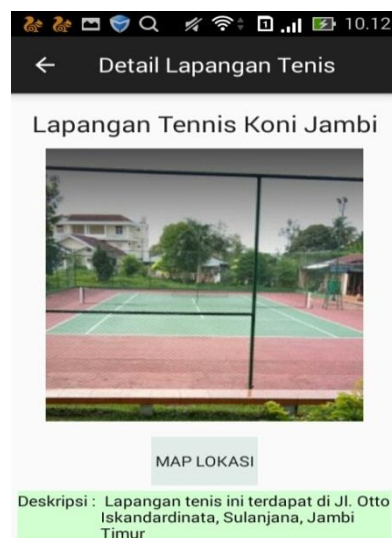 10.12
Detail Lapangan Tenis
Lapangan Tennis Koni Jambi
MAP LOKASI
Deskripsi : Lapangan tenis ini terdapat di Jl. Otto
Iskandardinata, Sulanjana, Jambi
Timur